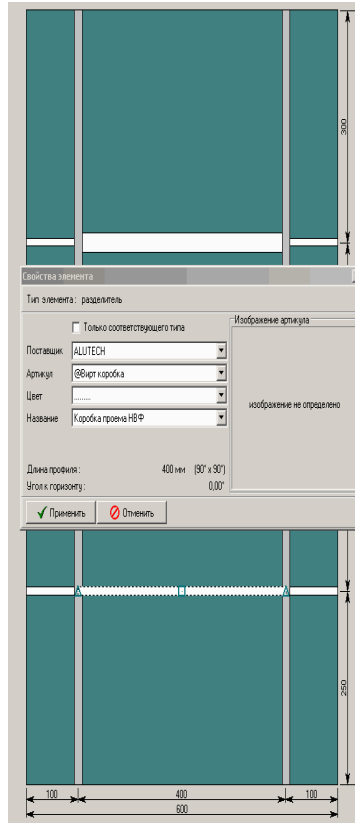 300
Свойства элемента
Тип элемента: разделитель
Только соответствующего типа
Изображение артикула
Поставщик ALUTECH
Артикул @Вирт коробка
Цвет ........
изображение не определено
Название Коробка проема НВФ
Длина профиля: 400 мм (90° x 90°)
Угол к горизонту: 0,00°
Применить Отменить
250
100 400 100
600